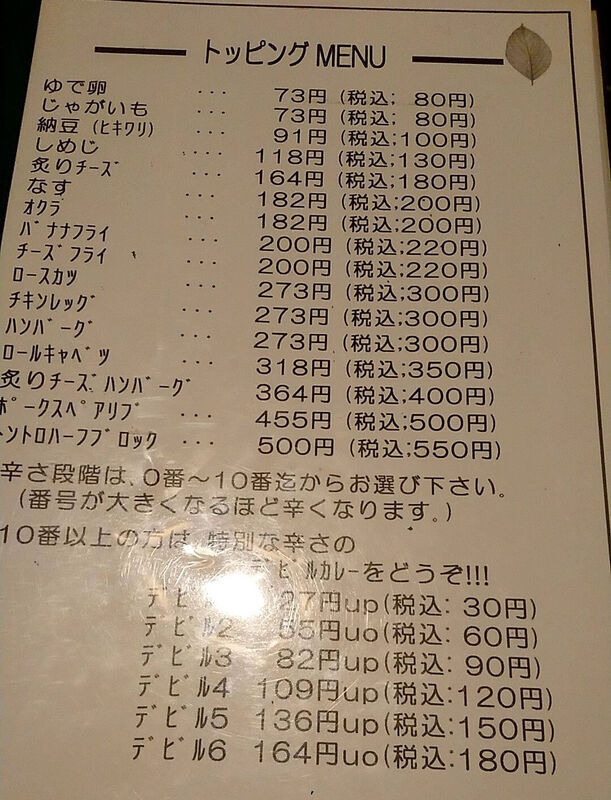 トッピング MENU
ゆで卵 ... 73円 (税込; 80円)
じゃがいも ... 73円 (税込; 80円)
納豆 (ﾋｷﾜﾘ) ... 91円 (税込;100円)
しめじ ... 118円 (税込;130円)
炙りﾁｰｽﾞ ... 164円 (税込;180円)
なす ... 182円 (税込;200円)
ｵｸﾗ ... 182円 (税込;200円)
ﾊﾞﾅﾅﾌﾗｲ ... 200円 (税込;220円)
ﾁｰｽﾞﾌﾗｲ ... 200円 (税込;220円)
ﾛｰｽｶﾂ ... 273円 (税込;300円)
ﾁｷﾝﾚｯｸﾞ ... 273円 (税込;300円)
ﾊﾝﾊﾞｰｸﾞ ... 273円 (税込;300円)
ﾛｰﾙｷｬﾍﾞﾂ ... 318円 (税込;350円)
炙りﾁｰｽﾞﾊﾝﾊﾞｰｸﾞ 364円 (税込;400円)
ﾎﾟｰｸｽﾍﾟｱﾘﾌﾞ ... 455円 (税込;500円)
ﾝﾄﾛﾊｰﾌﾌﾞﾛｯｸ ... 500円 (税込;550円)
辛さ段階は、0番～10番迄からお選び下さい。
(番号が大きくなるほど辛くなります。)
10番以上の方は、特別な辛さの
ﾃﾞﾋﾞﾙｶﾚｰをどうぞ!!!
ﾃﾞﾋﾞ 27円up(税込: 30円)
ﾃﾞﾋﾞﾙ2 55円uo(税込: 60円)
ﾃﾞﾋﾞﾙ3 82円up(税込: 90円)
ﾃﾞﾋﾞﾙ4 109円up(税込:120円)
ﾃﾞﾋﾞﾙ5 136円up(税込:150円)
ﾃﾞﾋﾞﾙ6 164円uo(税込:180円)